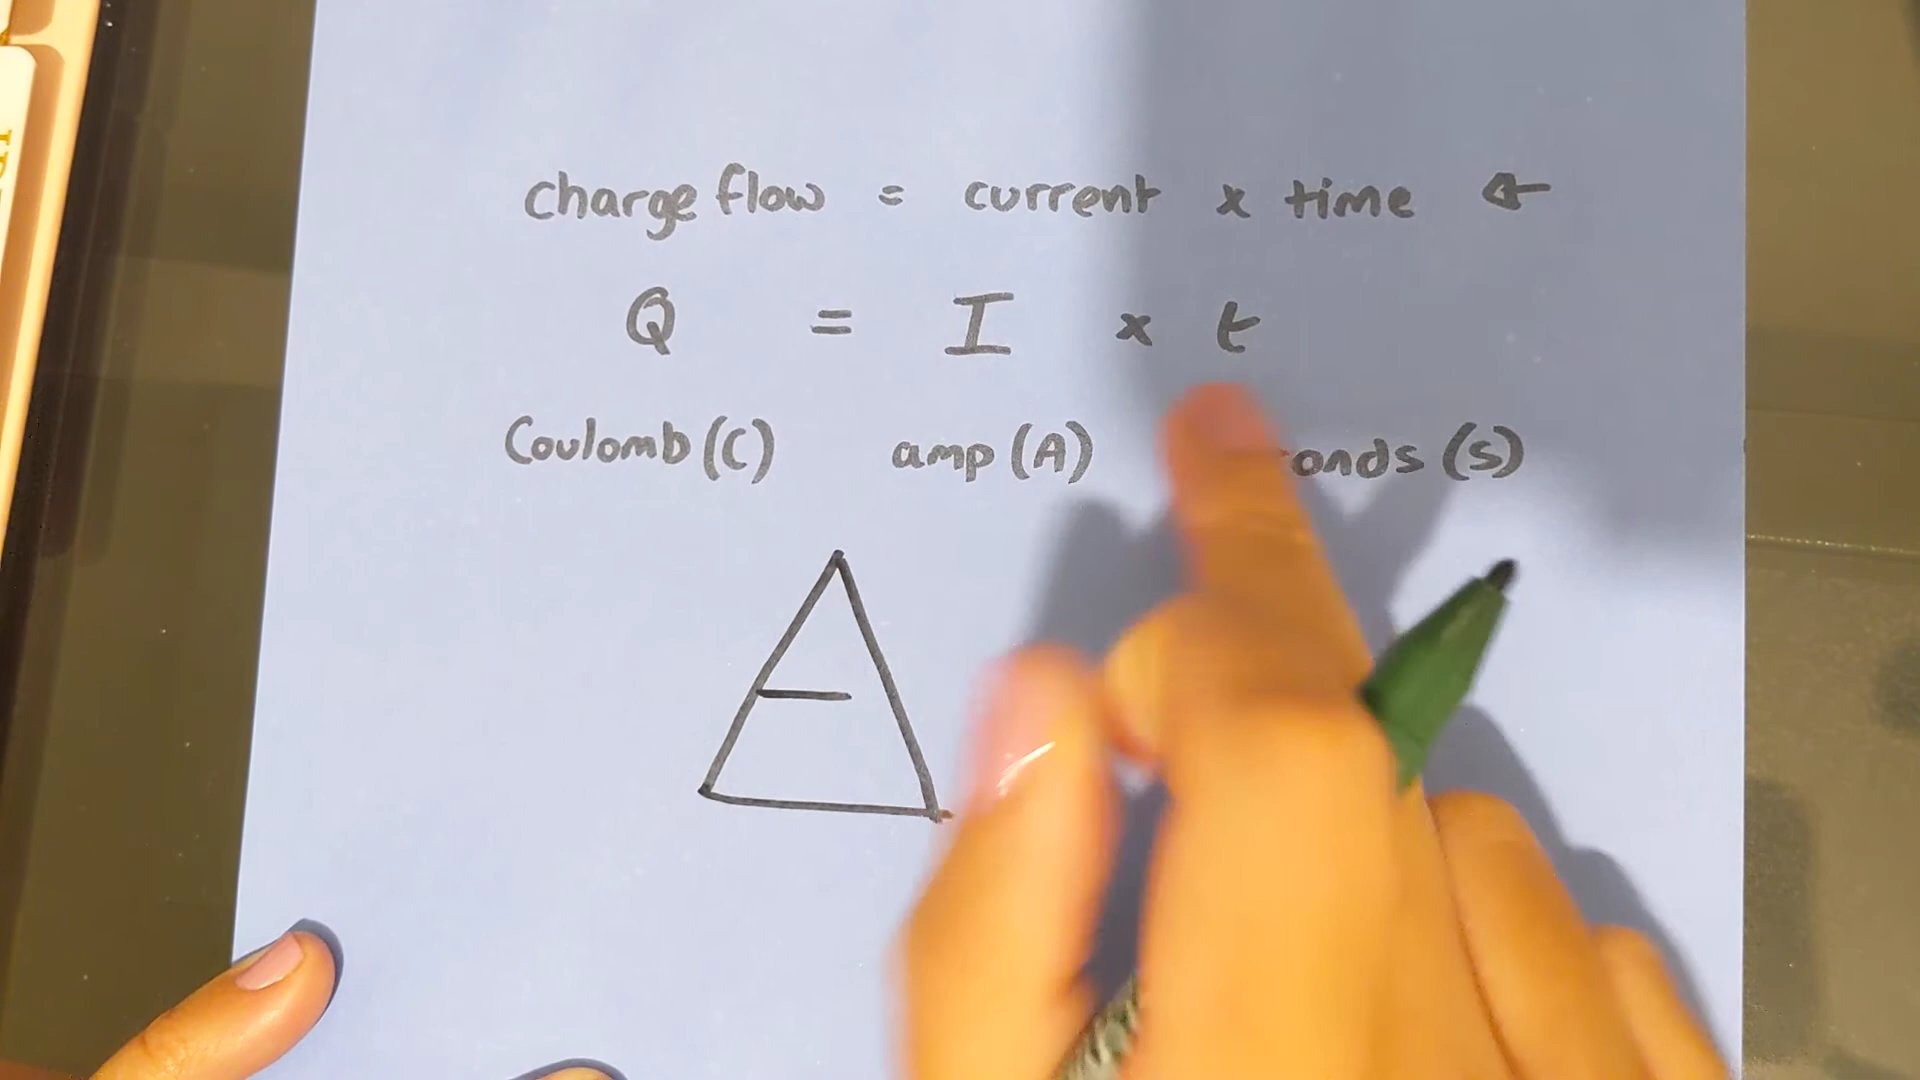 charge flow = current x time ←
Q = I x t
Coulomb (C) amp (A) onds (s)